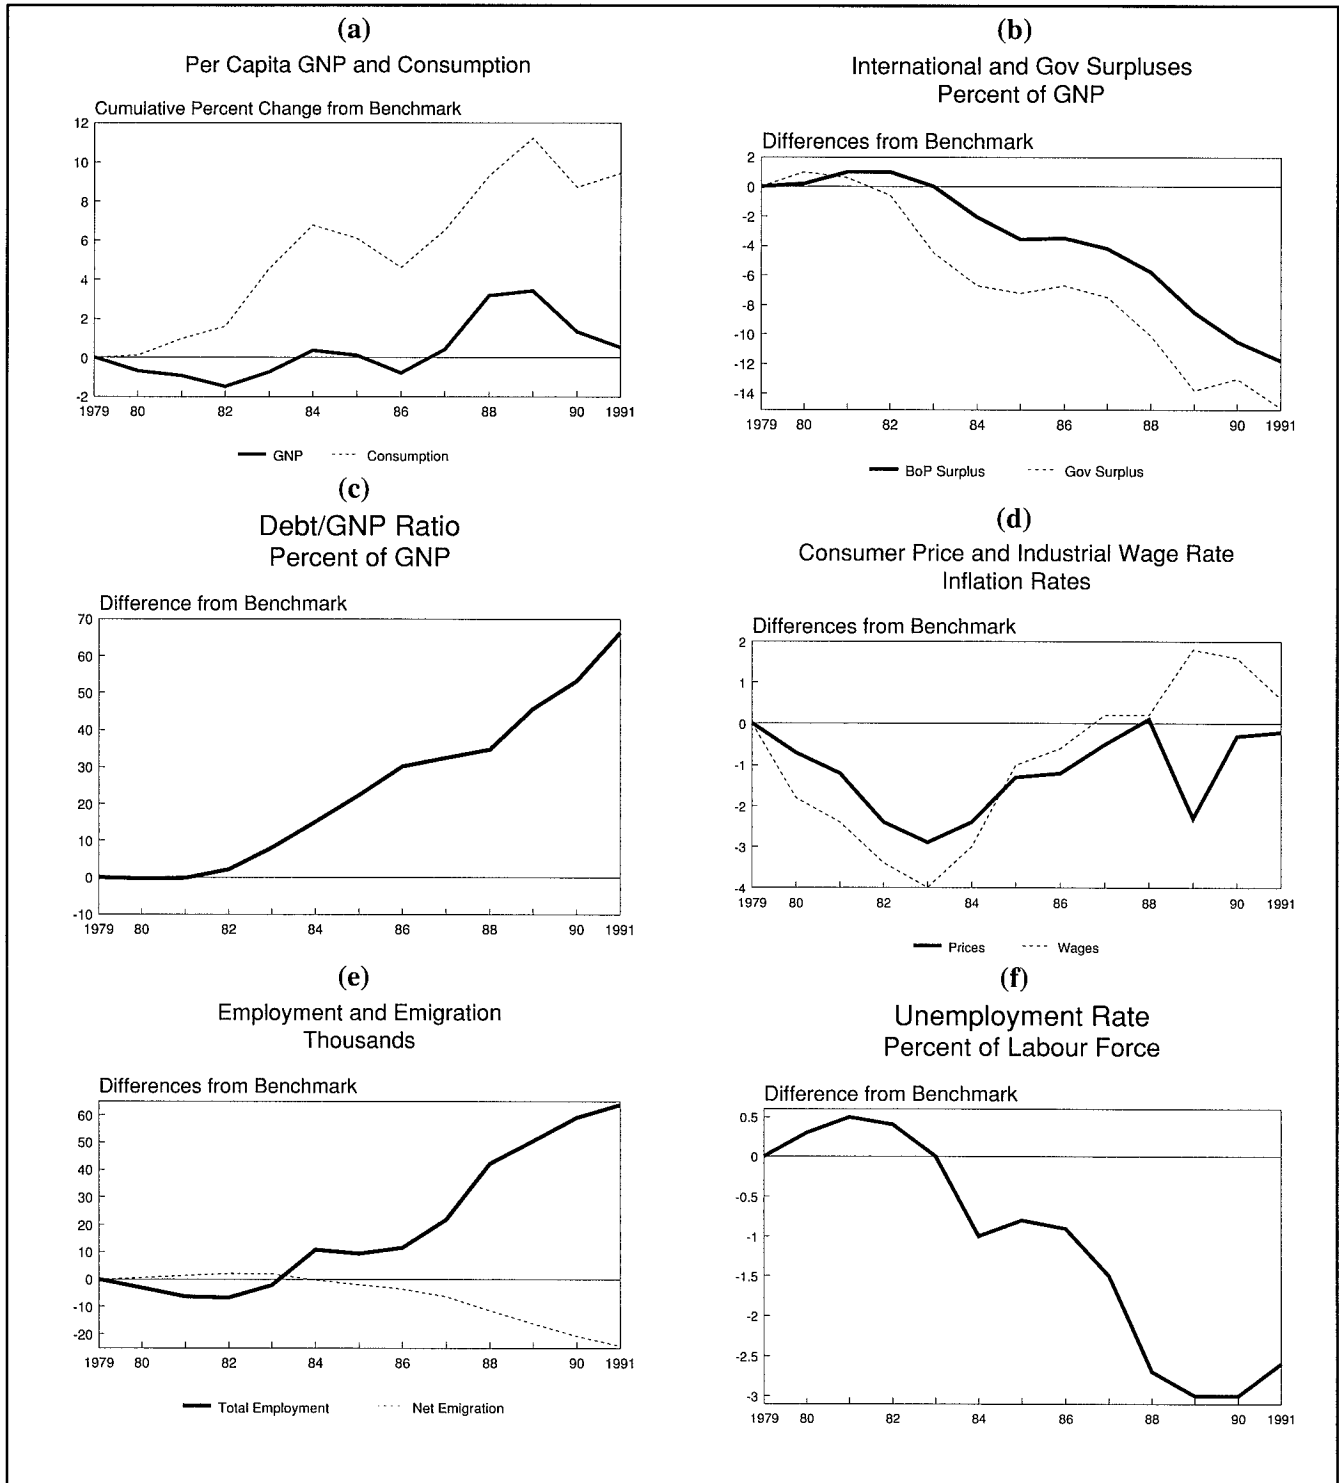 (a)
Per Capita GNP and Consumption
Cumulative Percent Change from Benchmark
12
10
8
6
4
2
0
-2
1979 80 82 84 86 88 90 1991
GNP Consumption
(b)
International and Gov Surpluses
Percent of GNP
Differences from Benchmark
2
0
-2
-4
-6
-8
-10
-12
-14
1979 80 82 84 86 88 90 1991
BoP Surplus Gov Surplus
(c)
Debt/GNP Ratio
Percent of GNP
Difference from Benchmark
70
60
50
40
30
20
10
0
-10
1979 80 82 84 86 88 90 1991
(d)
Consumer Price and Industrial Wage Rate
Inflation Rates
Differences from Benchmark
2
1
0
-1
-2
-3
-4
1979 80 82 84 86 88 90 1991
Prices Wages
(e)
Employment and Emigration
Thousands
Differences from Benchmark
60
50
40
30
20
10
0
-10
-20
1979 80 82 84 86 88 90 1991
Total Employment Net Emigration
(f)
Unemployment Rate
Percent of Labour Force
Difference from Benchmark
0.5
0
-0.5
-1
-1.5
-2
-2.5
-3
1979 80 82 84 86 88 90 1991